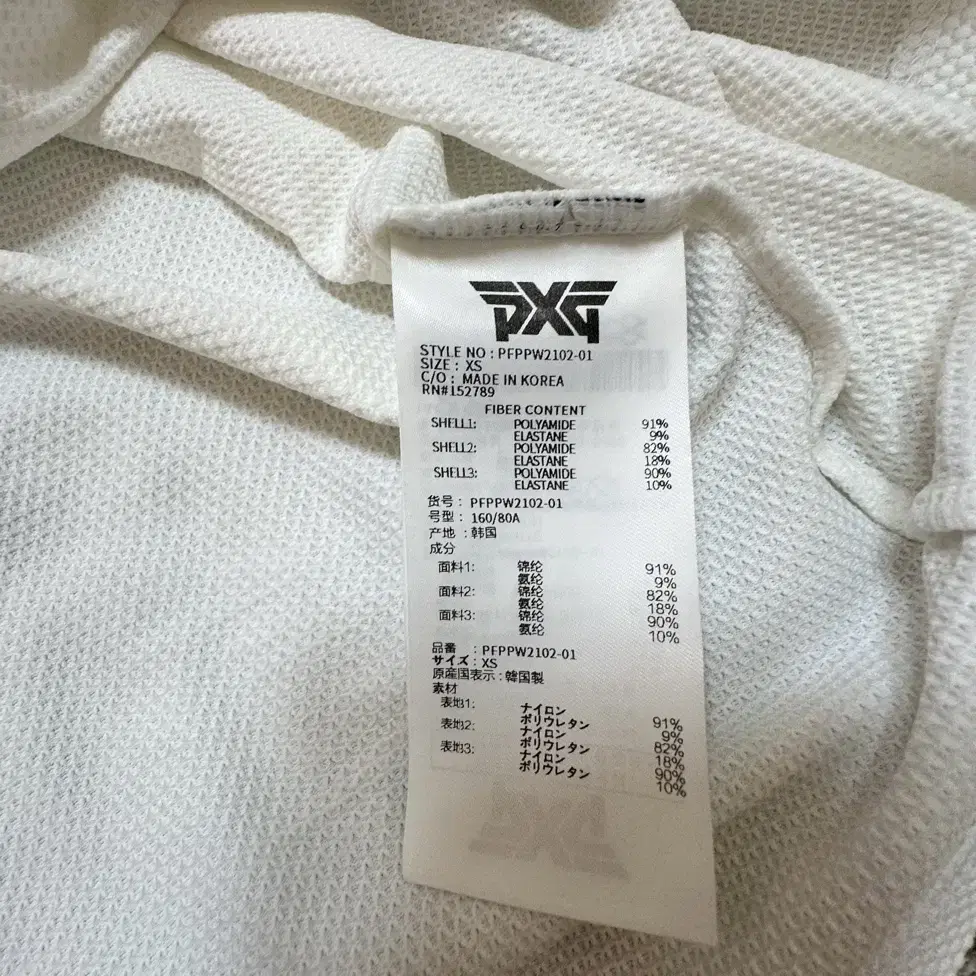 PXG
STYLE NO : PFPPW2102-01
SIZE : XS
C/O : MADE IN KOREA
RN#152789
FIBER CONTENT
SHELL1: POLYAMIDE 91%
ELASTANE 9%
SHELL2: POLYAMIDE 82%
ELASTANE 18%
SHELL3: POLYAMIDE 90%
ELASTANE 10%
货号 : PFPPW2102-01
号型 : 160/80A
产地 : 韩国
成分
面料1: 锦纶 91%
氨纶 9%
面料2: 锦纶 82%
氨纶 18%
面料3: 锦纶 90%
氨纶 10%
品番 : PFPPW2102-01
サイズ : XS
原産国表示 : 韓国製
素材
表地1: ナイロン 91%
ポリウレタン 9%
表地2: ナイロン 82%
ポリウレタン 18%
表地3: ナイロン 90%
ポリウレタン 10%